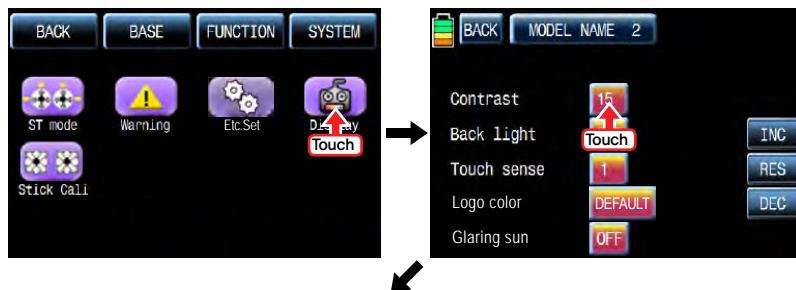 BACK BASE FUNCTION SYSTEM
ST mode Warning Etc.Set
Touch
Stick Cali
BACK MODEL NAME 2
Contrast 15
Back light Touch INC
Touch sense 1 RES
Logo color DEFAULT DEC
Glaring sun OFF